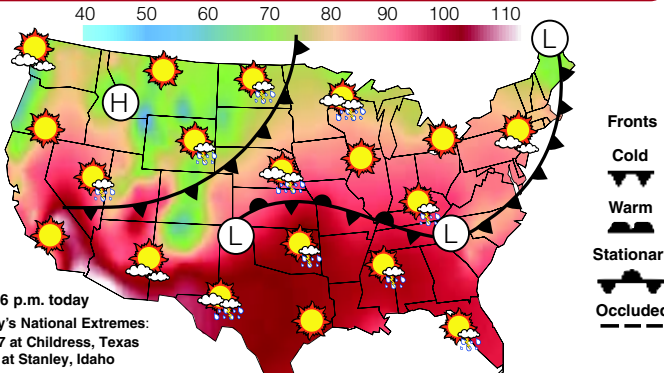 40 50 60 70 80 90 100 110
L
H
L
L
Fronts
Cold
Warm
Stationar
Occluded
6 p.m. today
y's National Extremes:
7 at Childress, Texas
at Stanley, Idaho